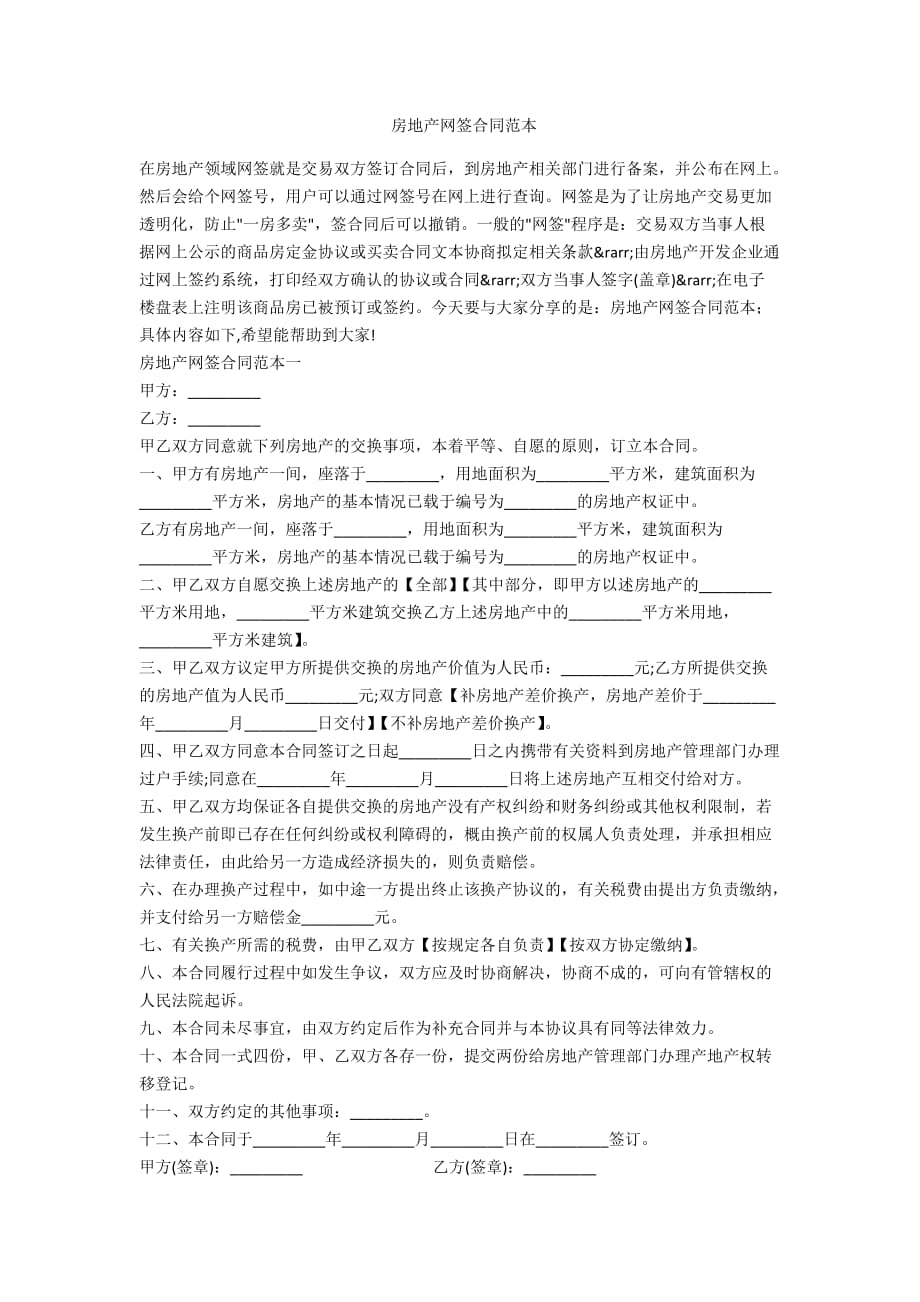 房地产网签合同范本
在房地产领域网签就是交易双方签订合同后，到房地产相关部门进行备案，并公布在网上。
然后会给个网签号，用户可以通过网签号在网上进行查询。网签是为了让房地产交易更加
透明化，防止"一房多卖"，签合同后可以撤销。一般的"网签"程序是：交易双方当事人根
据网上公示的商品房定金协议或买卖合同文本协商拟定相关条款&rarr;由房地产开发企业通
过网上签约系统，打印经双方确认的协议或合同&rarr;双方当事人签字(盖章)&rarr;在电子
楼盘表上注明该商品房已被预订或签约。今天要与大家分享的是：房地产网签合同范本；
具体内容如下,希望能帮助到大家!
房地产网签合同范本一
甲方：_________
乙方：_________
甲乙双方同意就下列房地产的交换事项，本着平等、自愿的原则，订立本合同。
一、甲方有房地产一间，座落于_________，用地面积为_________平方米，建筑面积为
_________平方米，房地产的基本情况已载于编号为_________的房地产权证中。
乙方有房地产一间，座落于_________，用地面积为_________平方米，建筑面积为
_________平方米，房地产的基本情况已载于编号为_________的房地产权证中。
二、甲乙双方自愿交换上述房地产的【全部】【其中部分，即甲方以述房地产的_________
平方米用地，_________平方米建筑交换乙方上述房地产中的_________平方米用地，
_________平方米建筑】。
三、甲乙双方议定甲方所提供交换的房地产价值为人民币：_________元;乙方所提供交换
的房地产值为人民币_________元;双方同意【补房地产差价换产，房地产差价于_________
年_________月_________日交付】【不补房地产差价换产】。
四、甲乙双方同意本合同签订之日起_________日之内携带有关资料到房地产管理部门办理
过户手续;同意在_________年_________月_________日将上述房地产互相交付给对方。
五、甲乙双方均保证各自提供交换的房地产没有产权纠纷和财务纠纷或其他权利限制，若
发生换产前即已存在任何纠纷或权利障碍的，概由换产前的权属人负责处理，并承担相应
法律责任，由此给另一方造成经济损失的，则负责赔偿。
六、在办理换产过程中，如中途一方提出终止该换产协议的，有关税费由提出方负责缴纳，
并支付给另一方赔偿金_________元。
七、有关换产所需的税费，由甲乙双方【按规定各自负责】【按双方协定缴纳】。
八、本合同履行过程中如发生争议，双方应及时协商解决，协商不成的，可向有管辖权的
人民法院起诉。
九、本合同未尽事宜，由双方约定后作为补充合同并与本协议具有同等法律效力。
十、本合同一式四份，甲、乙双方各存一份，提交两份给房地产管理部门办理产地产权转
移登记。
十一、双方约定的其他事项：_________。
十二、本合同于_________年_________月_________日在_________签订。
甲方(签章)：_________ 乙方(签章)：_________